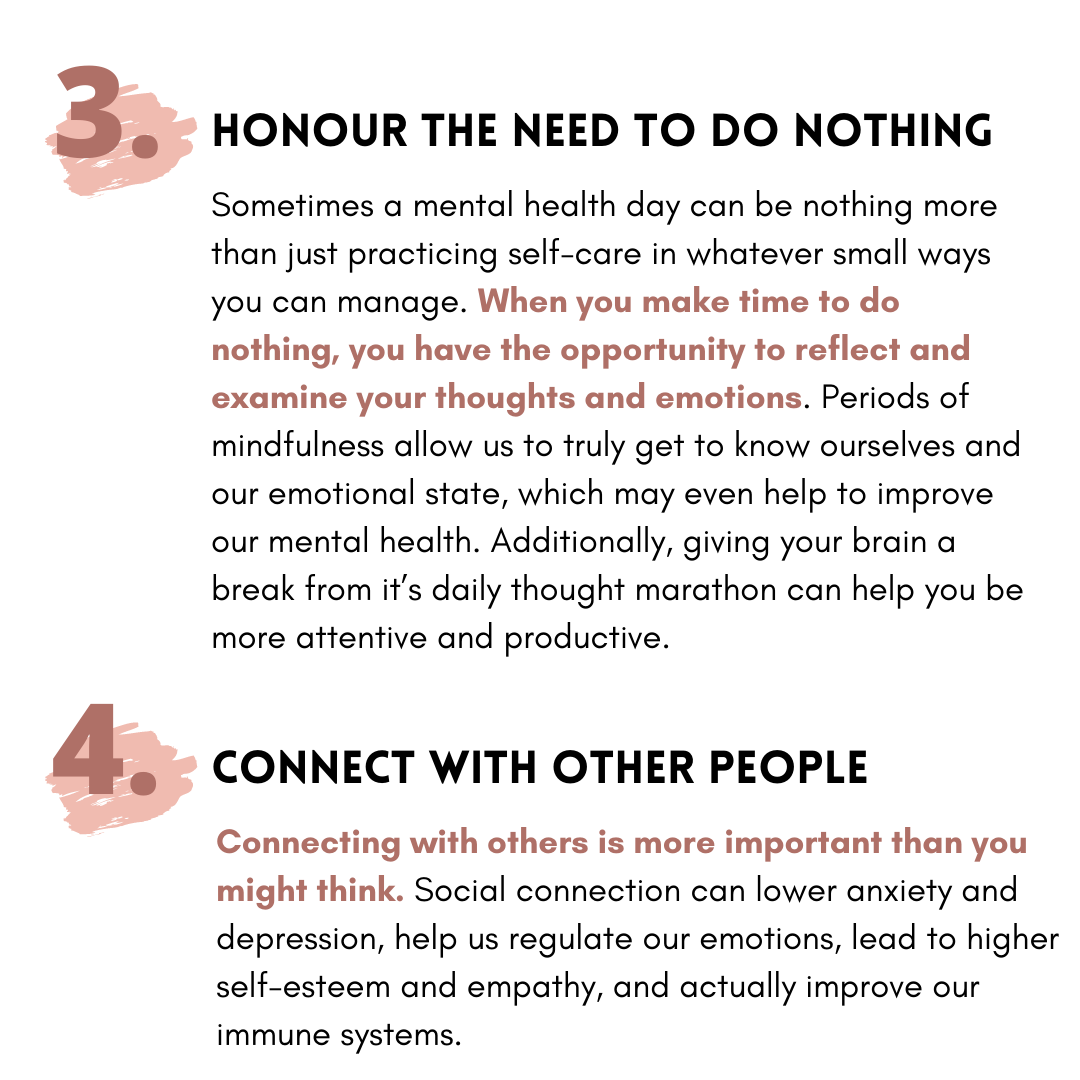 3.
HONOUR THE NEED TO DO NOTHING
Sometimes a mental health day can be nothing more
than just practicing self-care in whatever small ways
you can manage. When you make time to do
nothing, you have the opportunity to reflect and
examine your thoughts and emotions. Periods of
mindfulness allow us to truly get to know ourselves and
our emotional state, which may even help to improve
our mental health. Additionally, giving your brain a
break from it’s daily thought marathon can help you be
more attentive and productive.
4.
CONNECT WITH OTHER PEOPLE
Connecting with others is more important than you
might think. Social connection can lower anxiety and
depression, help us regulate our emotions, lead to higher
self-esteem and empathy, and actually improve our
immune systems.